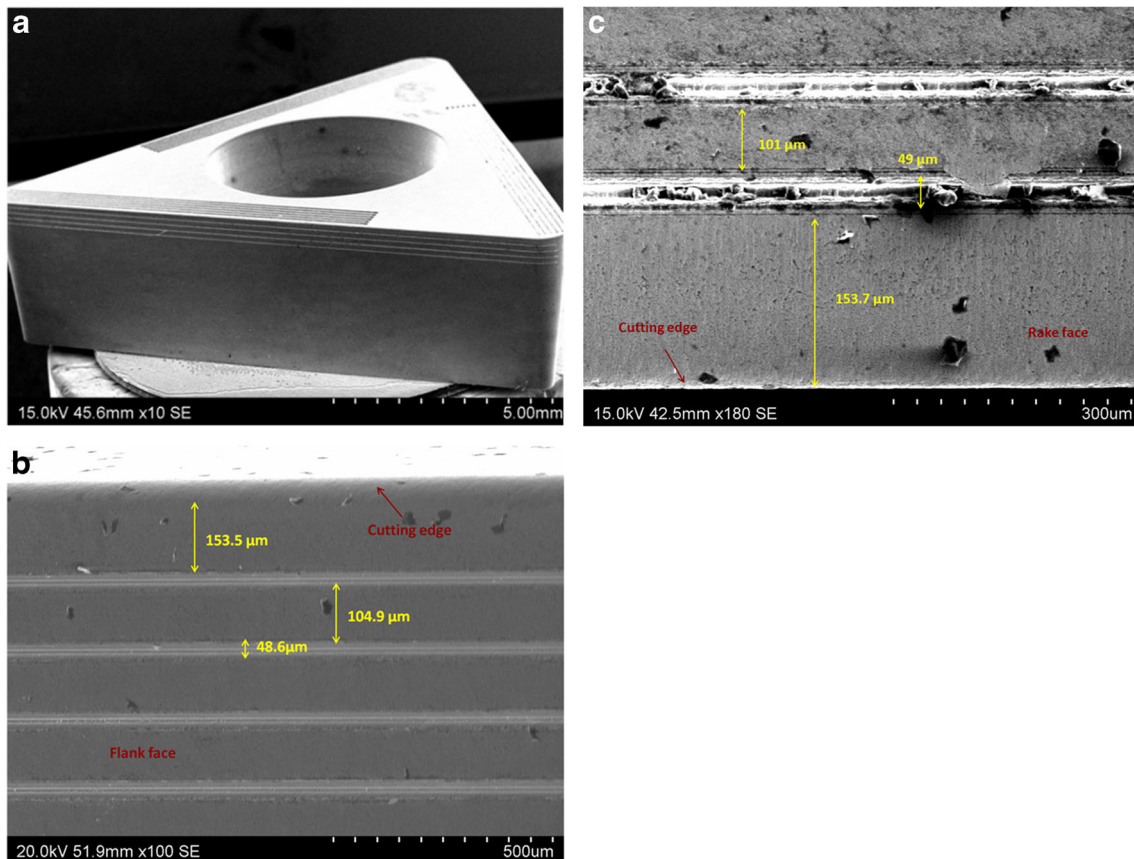 a
15.0kV 45.6mm x10 SE
5.00mm
b
Cutting edge
153.5 µm
104.9 µm
48.6µm
Flank face
20.0kV 51.9mm x100 SE
500um
c
101 µm
49 µm
153.7 µm
Cutting edge
Rake face
15.0kV 42.5mm x180 SE
300um